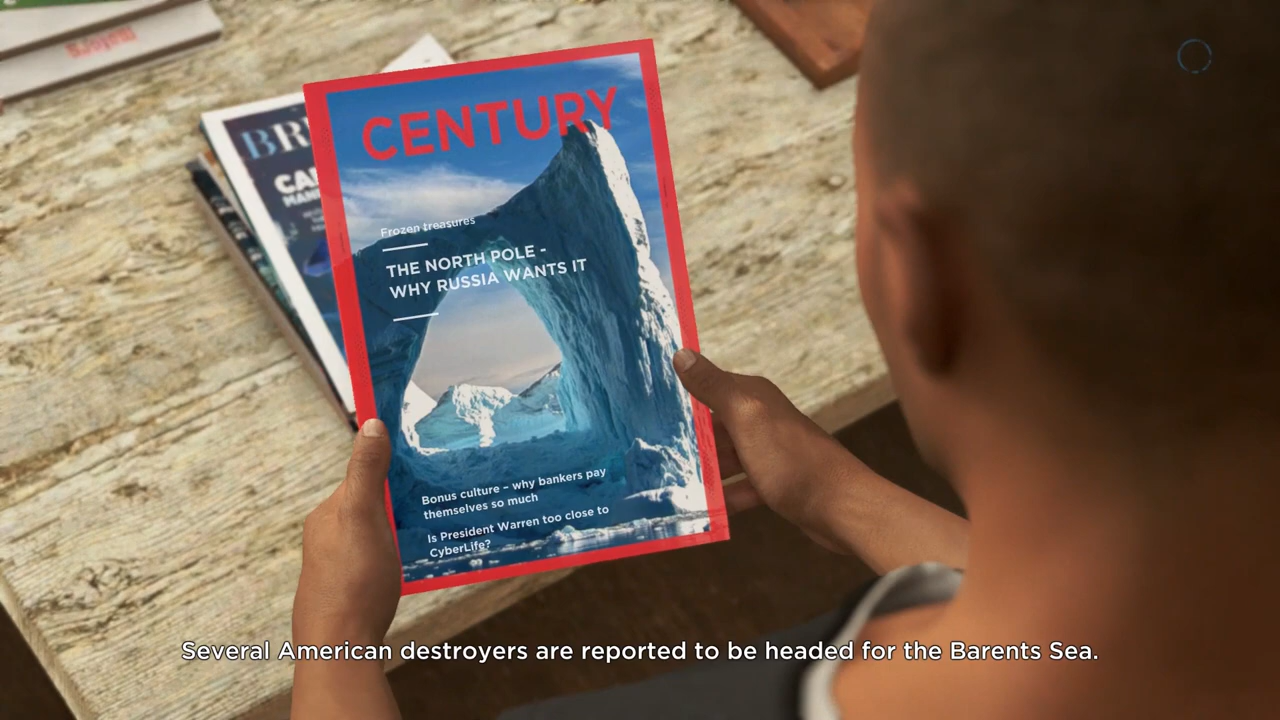 CENTURY
Frozen treasures
THE NORTH POLE -
WHY RUSSIA WANTS IT
Bonus culture – why bankers pay
themselves so much
Is President Warren too close to
CyberLife?
Several American destroyers are reported to be headed for the Barents Sea.